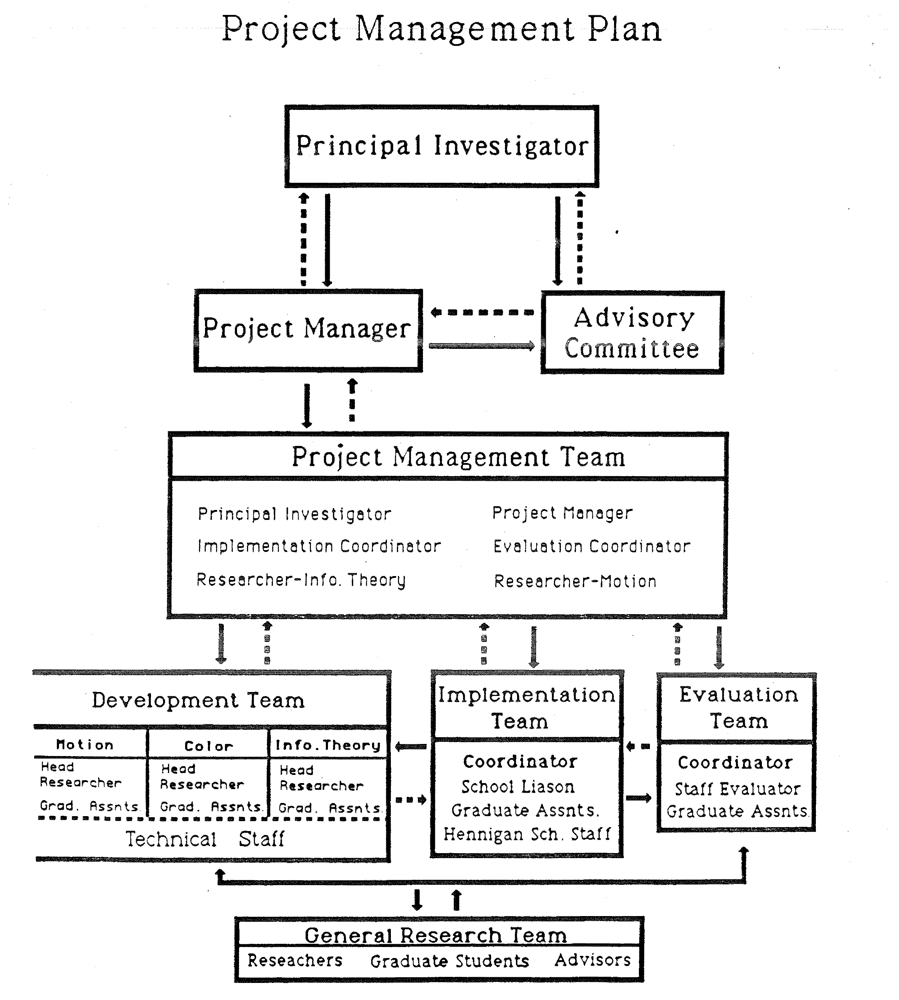 Project Management Plan
Principal Investigator
Project Manager
Advisory
Committee
Project Management Team
Principal Investigator
Project Manager
Implementation Coordinator
Evaluation Coordinator
Researcher-Info. Theory
Researcher-Motion
Development Team
Motion
Color
Info. Theory
Head
Researcher
Grad. Assnts.
Head
Researcher
Grad. Assnts.
Head
Researcher
Grad. Assnts.
Technical Staff
Implementation
Team
Coordinator
School Liason
Graduate Assnts.
Hennigan Sch. Staff
Evaluation
Team
Coordinator
Staff Evaluator
Graduate Assnts.
General Research Team
Reseachers Graduate Students Advisors